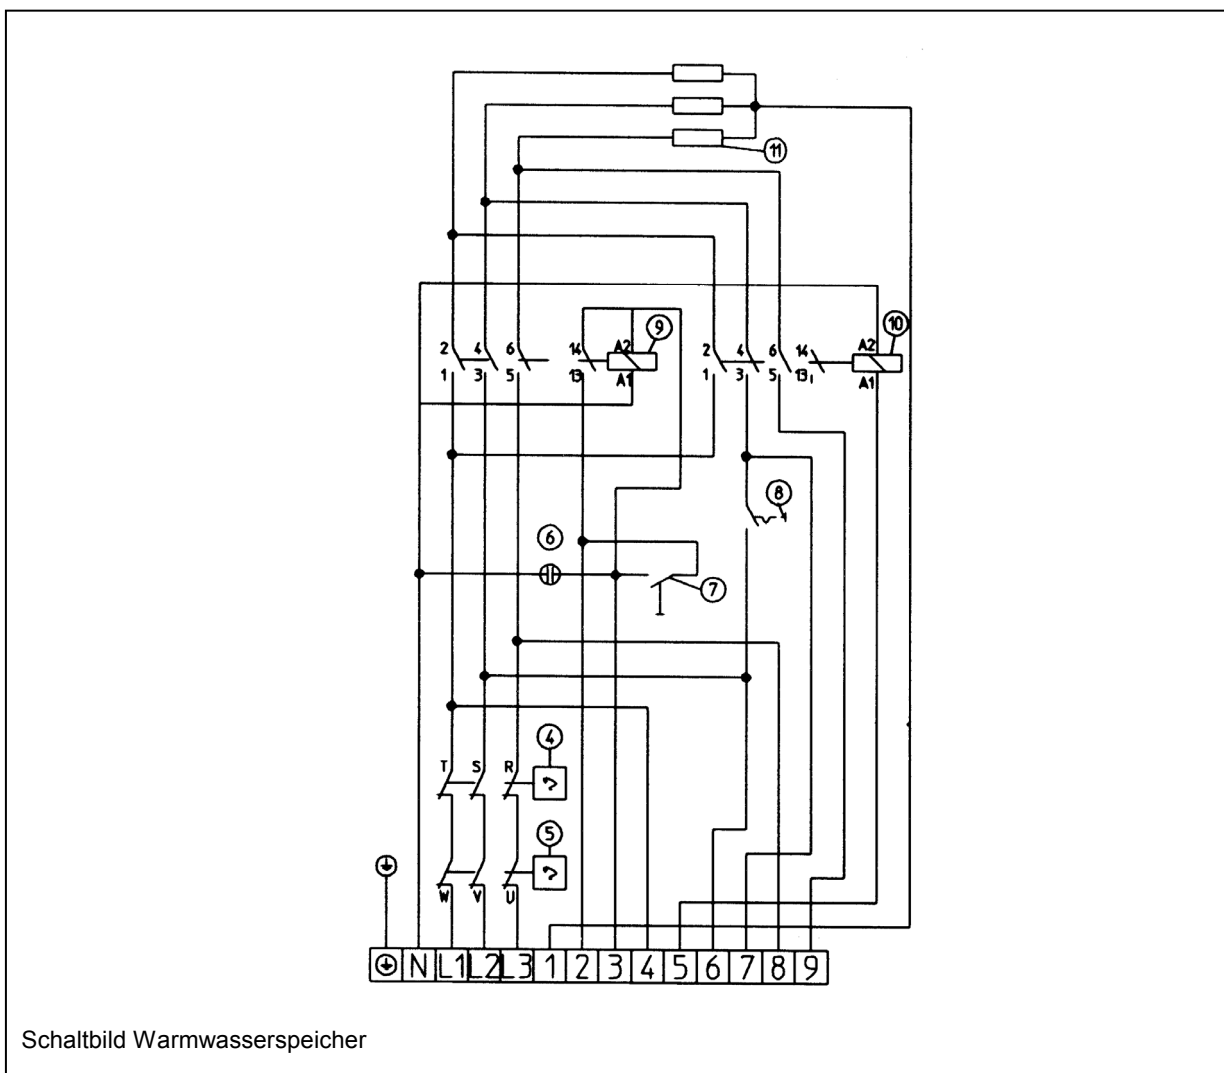 11
9
10
2 4 6 14 A2 2 4 6 14 A2
1 3 5 13 A1 1 3 5 13 A1
8
6
7
4
T S R
5
W V U
N L1 L2 L3 1 2 3 4 5 6 7 8 9
Schaltbild Warmwasserspeicher